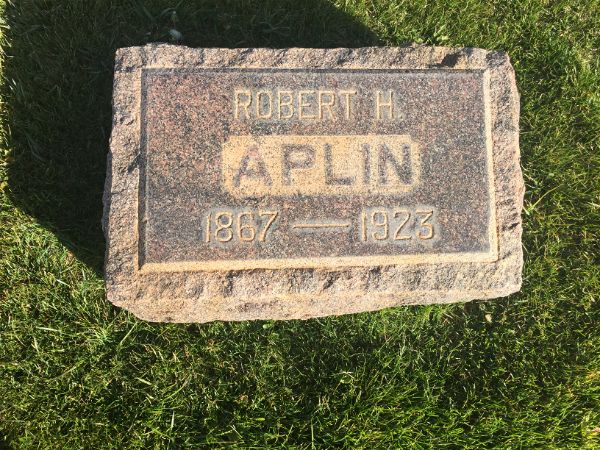 ROBERT H.
APLIN
1867 — 1923